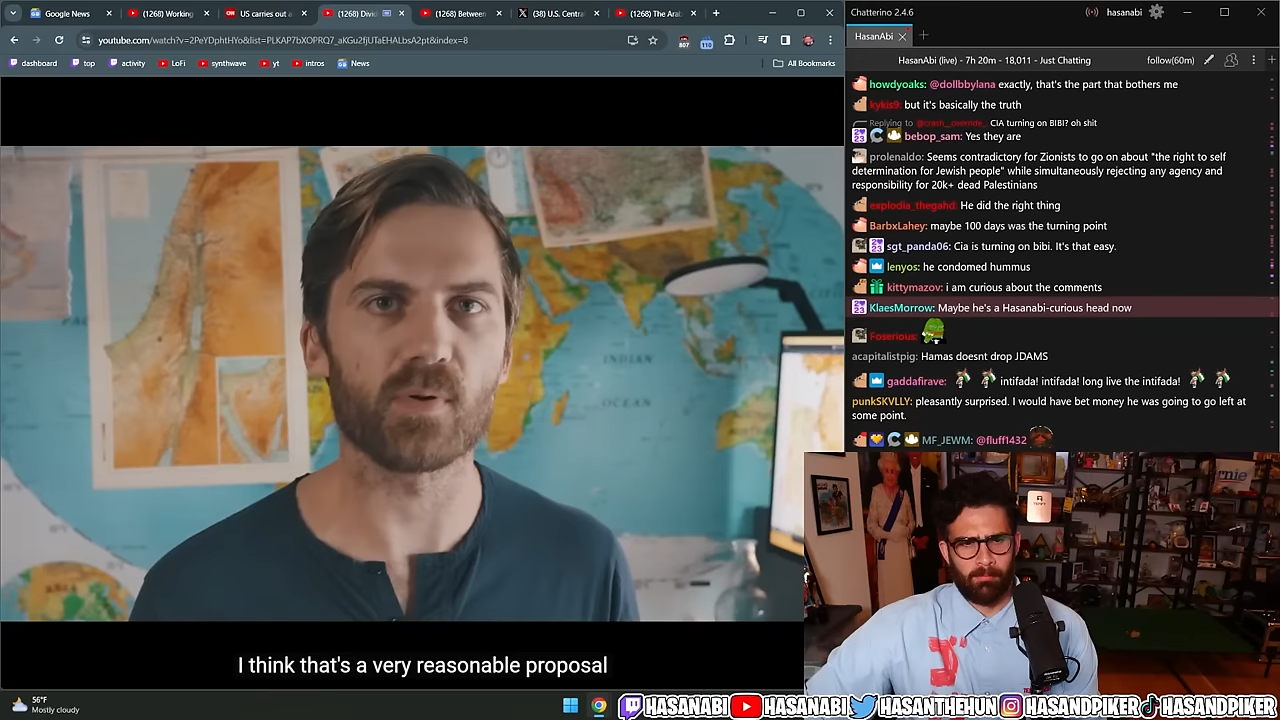 Google News
(1268) Working
US carries out a
(1268) Divid
(1268) Between
(38) U.S. Centra
(1268) The Arab
youtube.com/watch?v=2PeYDphtHYo&list=PLKAP7bXOPRQ7_aKGu2fjUTaEHALbsA2pt&index=8
807
110
dashboard
top
activity
LoFi
synthwave
yt
intros
News
All Bookmarks
INDIAN
OCEAN
I think that's a very reasonable proposal
Chatterino 2.4.6
hasanabi
HasanAbi
HasanAbi (live) - 7h 20m - 18,011 - Just Chatting
follow(60m)
howdyoaks: @dollbbylana exactly, that's the part that bothers me
kykis9: but it's basically the truth
Replying to @crash__override_: CIA turning on BIBI? oh shit
bebop_sam: Yes they are
prolenaldo: Seems contradictory for Zionists to go on about "the right to self
determination for Jewish people" while simultaneously rejecting any agency and
responsibility for 20k+ dead Palestinians
explodia_thegahd: He did the right thing
BarbxLahey: maybe 100 days was the turning point
sgt_panda06: Cia is turning on bibi. It's that easy.
lenyos: he condomed hummus
kittymazov: i am curious about the comments
KlaesMorrow: Maybe he's a Hasanabi-curious head now
Foserious:
acapitalistpig: Hamas doesnt drop JDAMS
gaddafirave: intifada! intifada! long live the intifada!
punkSKVLLY: pleasantly surprised. I would have bet money he was going to go left at
some point.
MF_JEWM: @fluff1432
ernie
56°F
Mostly cloudy
HASANABI
HASANABI
HASANTHEHUN
HASANDPIKER
HASANDPIKER